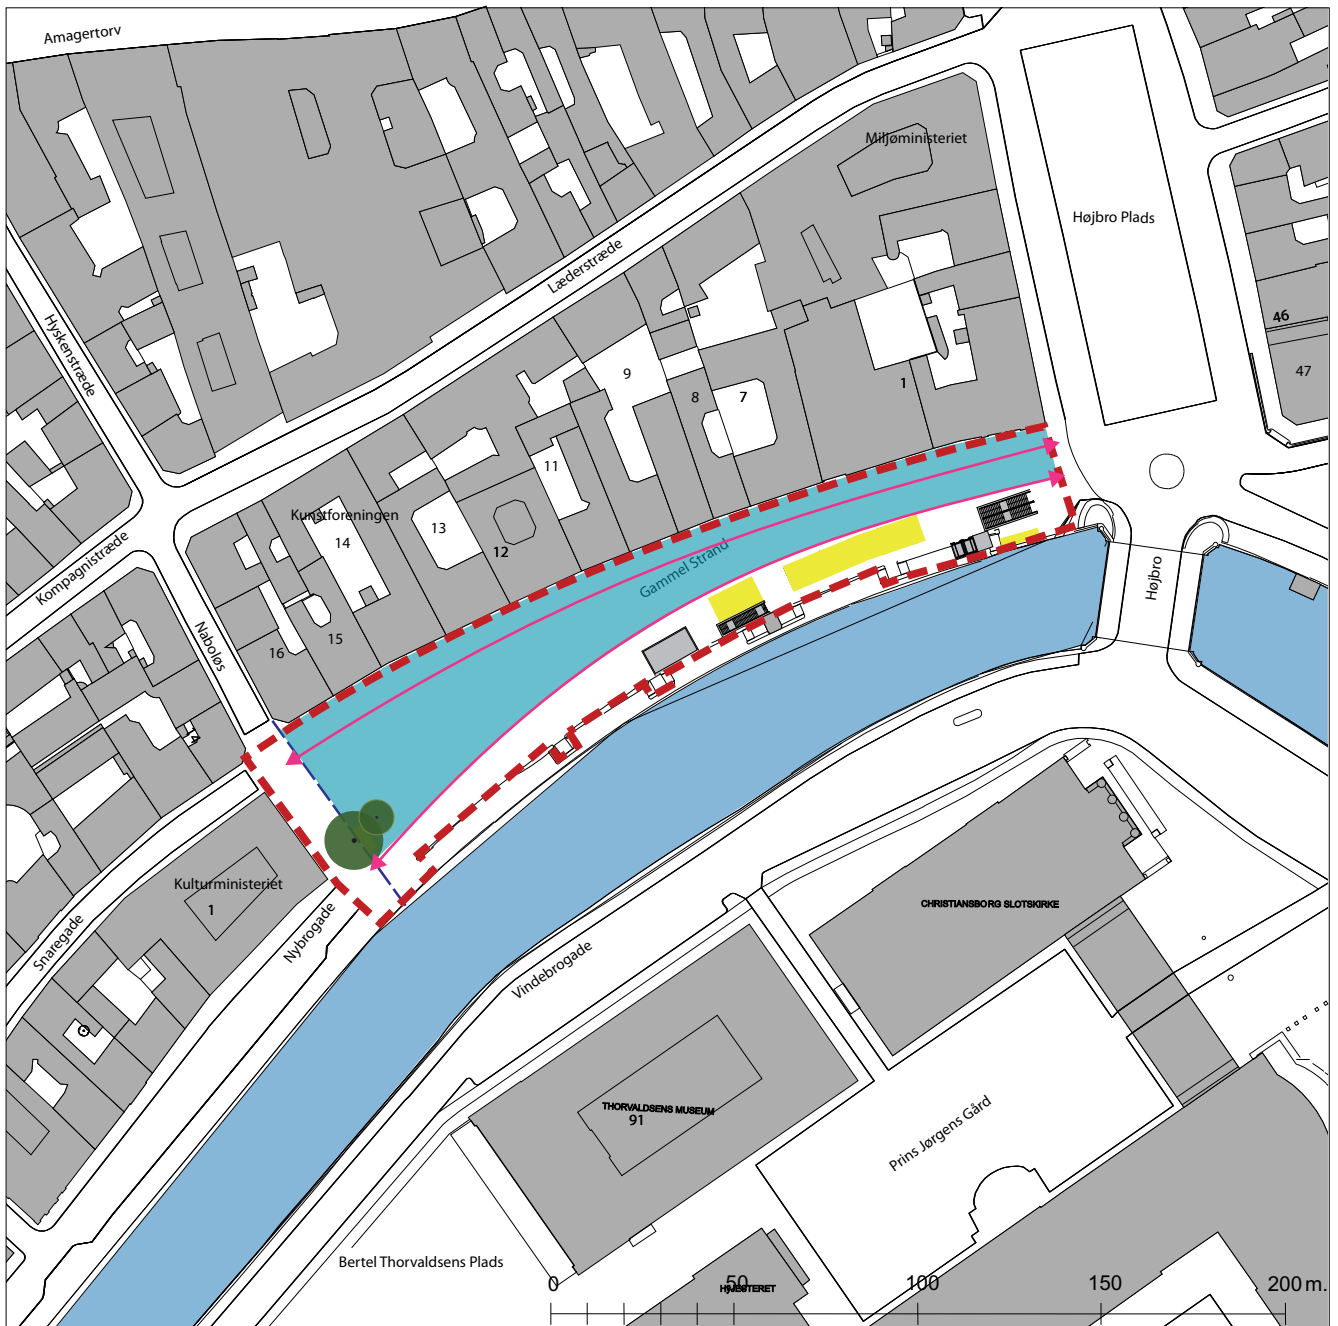 Amagertorv
Miljøministeriet
Højbro Plads
Læderstræde
Hyskenstræde
46
47
9
8
7
1
11
Kunstforeningen
14
13
12
Gammel Strand
Kompagnistræde
Højbro
Naboløs
15
16
14
Kulturministeriet
1
Snaregade
Nybrogade
CHRISTIANSBORG SLOTSKIRKE
Vindebrogade
THORVALDSENS MUSEUM
91
Prins Jørgens Gård
Bertel Thorvaldsens Plads
0 50 100 150 200 m.